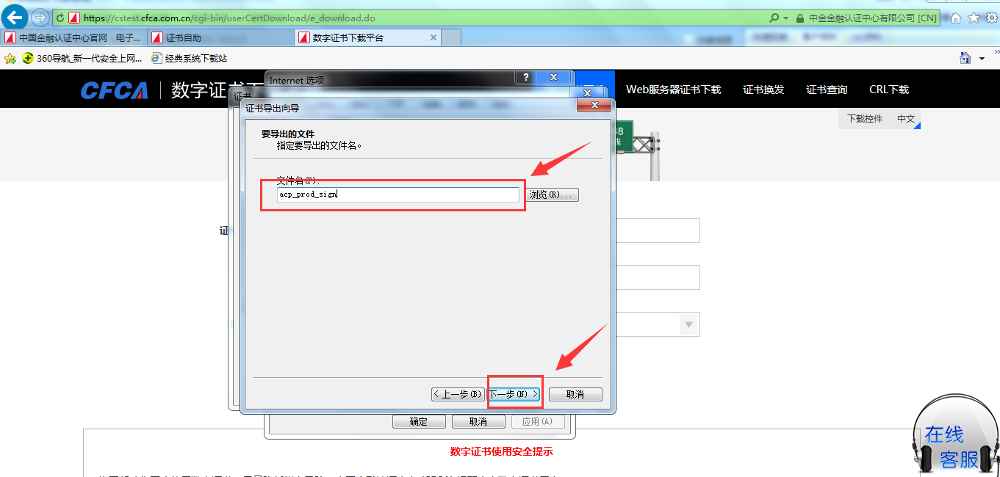 https://cstest.cfca.com.cn/cgi-bin/userCertDownload/e_download.do
中金金融认证中心有限公司 [CN]
中国金融认证中心官网 电子...
证书自助
数字证书下载平台
360导航_新一代安全上网...
经典系统下载站
CFCA
数字证
Web服务器证书下载
证书换发
证书查询
CRL下载
下载控件
中文
Internet 选项
证书
证书导出向导
要导出的文件
指定要导出的文件名。
文件名(F):
acp_prod_sign
浏览(R)...
证
< 上一步(B)
下一步(N) >
取消
确定
取消
应用(A)
数字证书使用安全提示
在线
客服